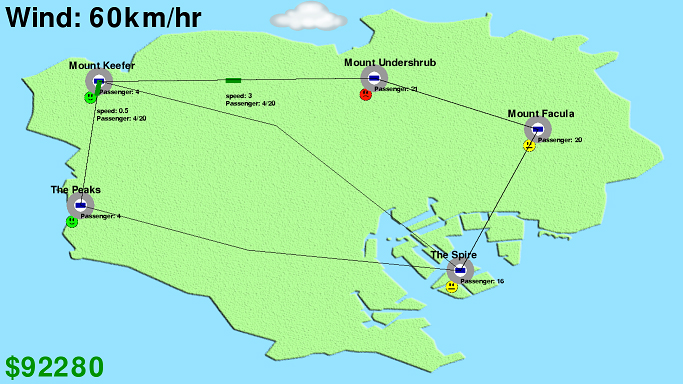 Wind: 60km/hr
Mount Keefer
Passenger: 4
speed: 0.5
Passenger: 4/20
speed: 3
Passenger: 4/20
Mount Undershrub
Passenger: 21
Mount Facula
Passenger: 20
The Peaks
Passenger: 4
The Spire
Passenger: 16
$92280